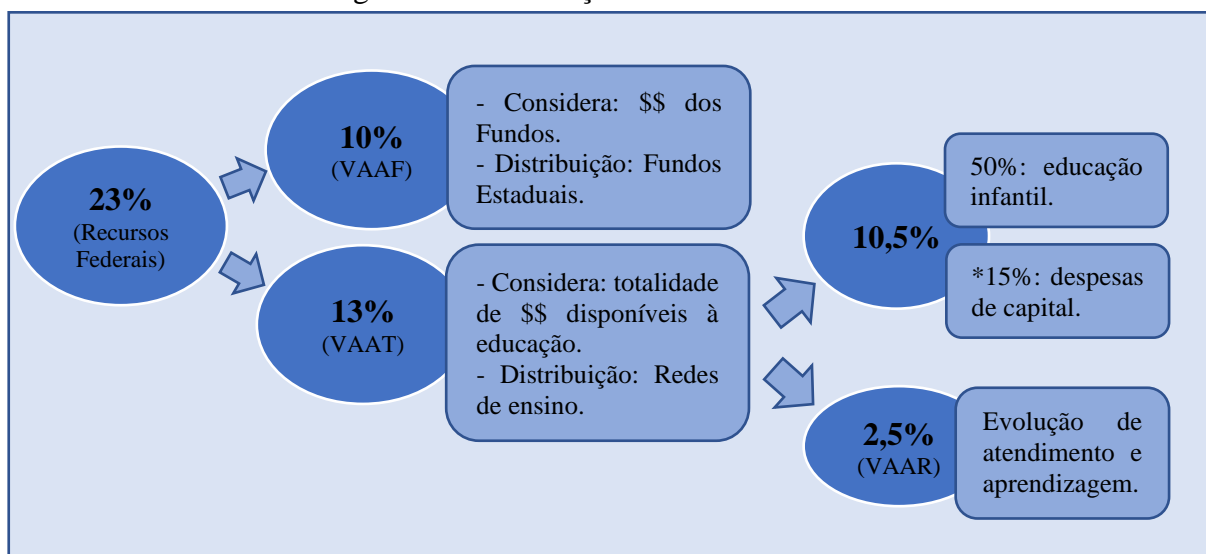 23%
(Recursos
Federais)
10%
(VAAF)
- Considera: $$ dos
Fundos.
- Distribuição: Fundos
Estaduais.
13%
(VAAT)
- Considera: totalidade
de $$ disponíveis à
educação.
- Distribuição: Redes
de ensino.
10,5%
50%: educação
infantil.
*15%: despesas
de capital.
2,5%
(VAAR)
Evolução de
atendimento e
aprendizagem.